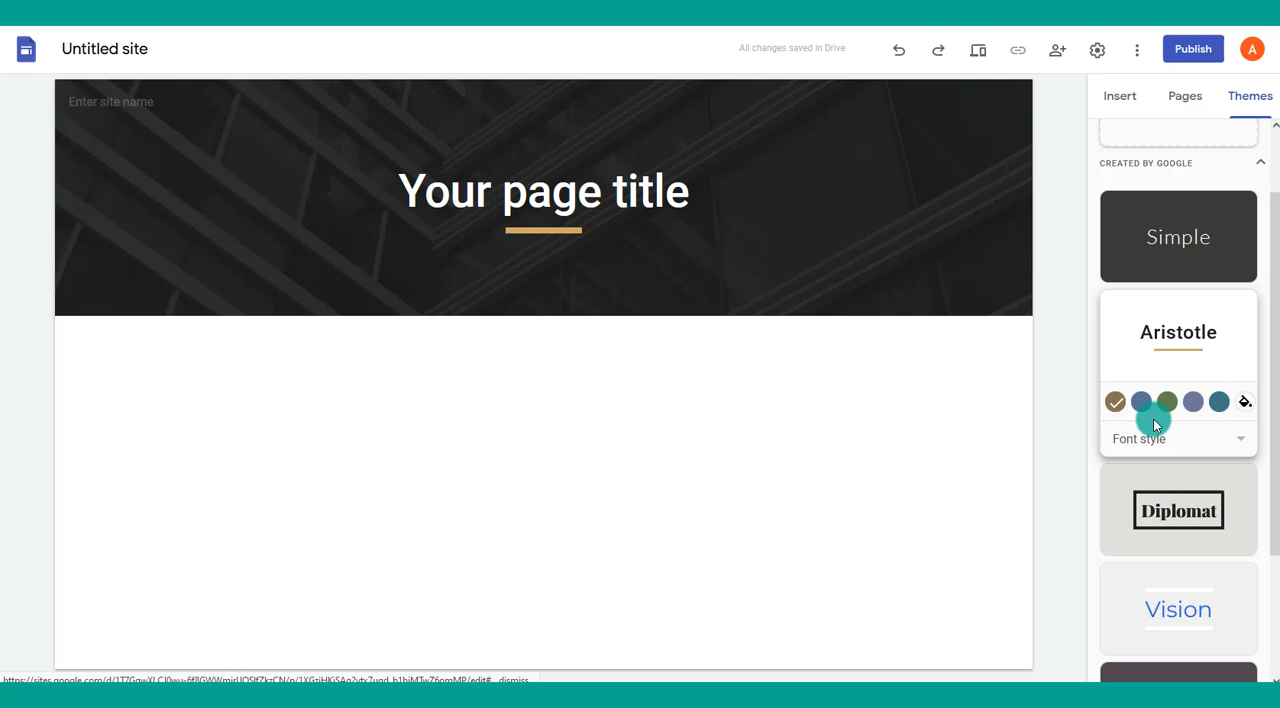 Untitled site
All changes saved in Drive
Publish
A
Enter site name
Your page title
Insert
Pages
Themes
CREATED BY GOOGLE
Simple
Aristotle
Font style
Diplomat
Vision